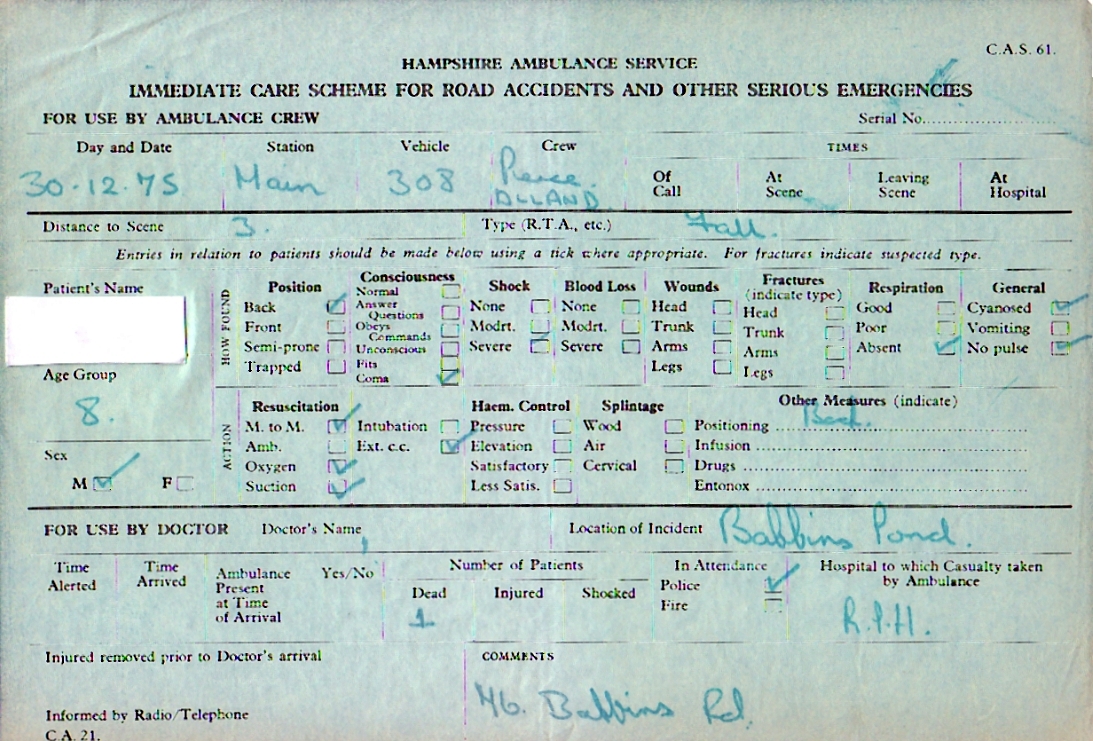 C.A.S. 61.
HAMPSHIRE AMBULANCE SERVICE
IMMEDIATE CARE SCHEME FOR ROAD ACCIDENTS AND OTHER SERIOUS EMERGENCIES
FOR USE BY AMBULANCE CREW Serial No.
Day and Date Station Vehicle Crew TIMES
30.12.75 Main 308
Of Call At Scene Leaving Scene At Hospital
Distance to Scene 3. Type (R.T.A., etc.) Fall.
Entries in relation to patients should be made below using a tick where appropriate. For fractures indicate suspected type.
Patient's Name
Age Group
8.
Sex
M F
HOW FOUND
Position
Back
Front
Semi-prone
Trapped
Consciousness
Normal
Answer Questions
Obeys Commands
Unconscious
Fits
Coma
Shock
None
Modrt.
Severe
Blood Loss
None
Modrt.
Severe
Wounds
Head
Trunk
Arms
Legs
Fractures
(indicate type)
Head
Trunk
Arms
Legs
Respiration
Good
Poor
Absent
General
Cyanosed
Vomiting
No pulse
ACTION
Resuscitation
M. to M. Intubation
Amb. Ext. c.c.
Oxygen
Suction
Haem. Control
Pressure
Elevation
Satisfactory
Less Satis.
Splintage
Wood
Air
Cervical
Other Measures (indicate)
Positioning Back.
Infusion
Drugs
Entonox
FOR USE BY DOCTOR Doctor's Name Location of Incident Babbins Pond.
Time Alerted
Time Arrived
Ambulance Present at Time of Arrival
Yes/No
Number of Patients
Dead Injured Shocked
1
In Attendance
Police
Fire
Hospital to which Casualty taken
by Ambulance
Injured removed prior to Doctor's arrival
COMMENTS
Babbins Rd.
Informed by Radio/Telephone
C.A. 21.